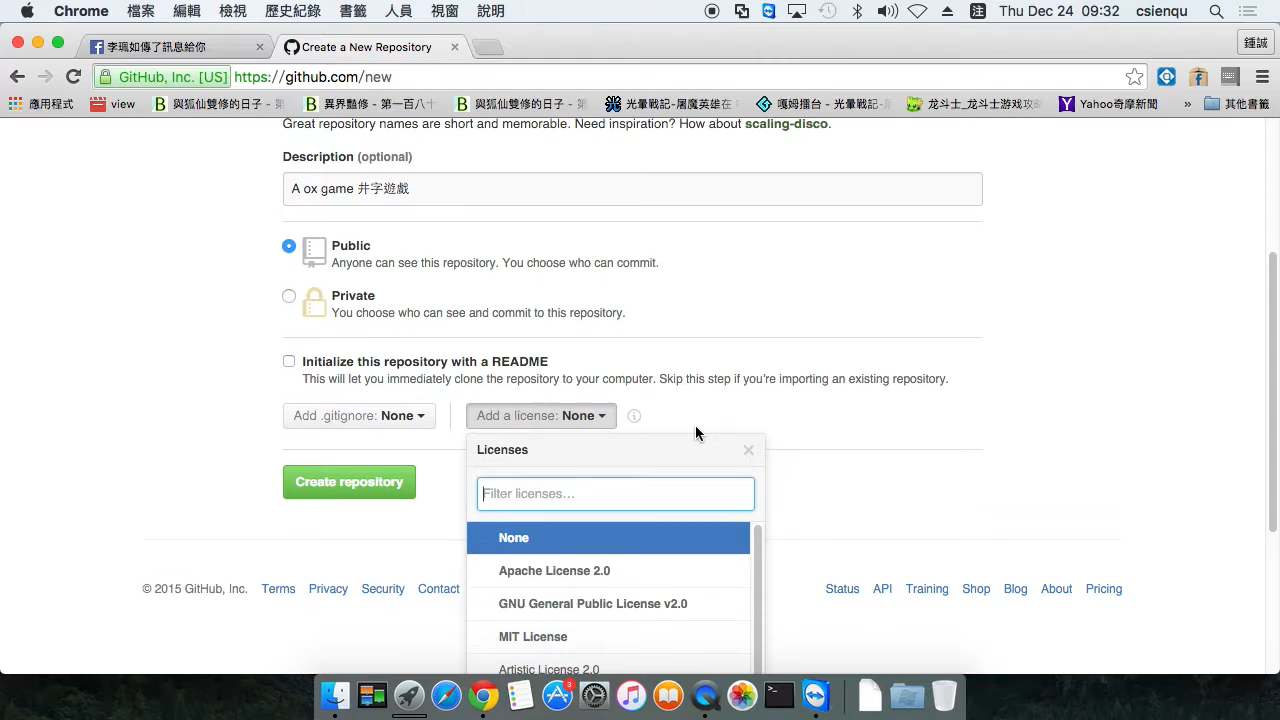 Chrome 檔案 編輯 檢視 歷史紀錄 書籤 人員 視窗 說明 注 Thu Dec 24 09:32 csienqu
李珮如傳了訊息給你 Create a New Repository 鍾誠
GitHub, Inc. [US] https://github.com/new
應用程式 view 與狐仙雙修的日子 - 第 異界豔修 - 第一百八十 與狐仙雙修的日子 - 第 光暈戰記-屠魔英雄在 嘎姆擂台 - 光暈戰記-屠 龙斗士_龙斗士游戏攻略 Yahoo奇摩新聞 » 其他書籤
Great repository names are short and memorable. Need inspiration? How about scaling-disco.
Description (optional)
A ox game 井字遊戲
Public
Anyone can see this repository. You choose who can commit.
Private
You choose who can see and commit to this repository.
Initialize this repository with a README
This will let you immediately clone the repository to your computer. Skip this step if you're importing an existing repository.
Add .gitignore: None Add a license: None
Licenses
Filter licenses…
Create repository
None
Apache License 2.0
© 2015 GitHub, Inc. Terms Privacy Security Contact Status API Training Shop Blog About Pricing
GNU General Public License v2.0
MIT License
Artistic License 2.0
3